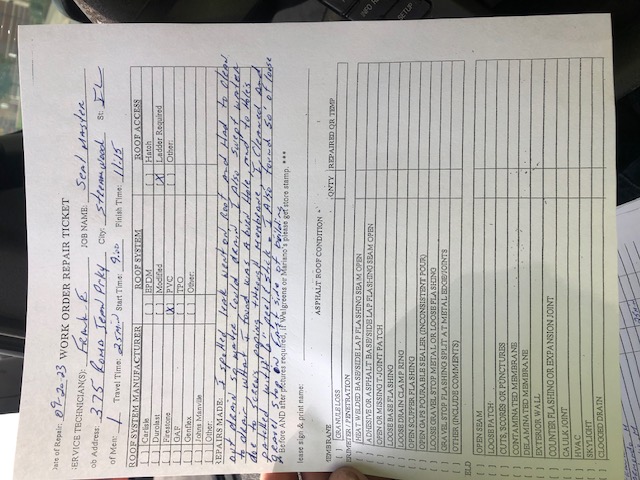 Date of Repair: 09-20-23 WORK ORDER REPAIR TICKET
SERVICE TECHNICIAN(S): Frank E JOB NAME: Seal Master
ob Address: 375 Roma Jean Prky City: Streamwood St: IL
of Men: 1 Travel Time: 25min Start Time: 9:00 Finish Time: 11:15
ROOF SYSTEM MANUFACTURER ROOF SYSTEM ROOF ACCESS
[ ] Carlisle [ ] EPDM [ ] Hatch
[ ] Durolast [ ] Modified [X] Ladder Required
[ ] Firestone [X] PVC [ ] Other:
[ ] GAF [ ] TPO
[ ] Genflex [ ] Other:
[ ] Johns Manville
[ ] Other:
REPAIRS MADE: I spotted leak went on Roof and Had to Clean
out drain so water could drain I Also swept water
to drain, what I found was A burn Hole, and to Holes
due to screws poping through membrane, I Cleaned And
patched with 6" peel & stick. I Also found 50' of loose
gravel stop on East side of building
* Before AND after pictures required, if Walgreens or Mariano's please get store stamp. ***
lease sign & print name:
ASPHALT ROOF CONDITION
MEMBRANE QNTY REPAIRED QR TEMP
[ ] GRANULE LOSS
ERIMETER / PENETRATION
[ ] HEAT WELDED BASE/SIDE LAP FLASHING SEAM OPEN
[ ] ADHESIVE OR ASPHALT BASE/SIDE LAP FLASHING SEAM OPEN
[ ] OPEN OR MISSING T-JOINT PATCH
[ ] LOOSE BASE FLASHING
[ ] LOOSE DRAIN CLAMP RING
[ ] OPEN SCUPPER FLASHING
[ ] OPEN GAPS POURABLE SEALER (INCONSISTENT POUR)
[ ] LOOSE GRAVEL STOP METAL OR LOOSE FLASHING
[ ] GRAVEL STOP FLASHING SPLIT AT METAL EDGE/JOINTS
[ ] OTHER (INCLUDE COMMENTS)
ELD
[ ] OPEN SEAM
[ ] LOOSE PATCH
[ ] CUTS, SCORES OR PUNCTURES
[ ] CONTAMINATED MEMBRANE
[ ] DELAMINATED MEMBRANE
[ ] EXTERIOR WALL
[ ] COUNTER FLASHING OR EXPANSION JOINT
[ ] CAULK JOINT
[ ] HVAC
[ ] SKYLIGHT
[ ] CLOGGED DRAIN